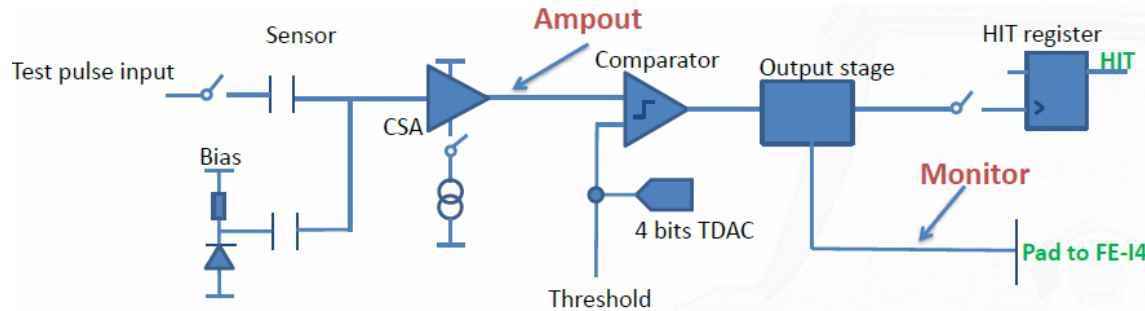 Ampout
HIT register
Sensor
HIT
Test pulse input
Comparator
Output stage
CSA
Bias
Monitor
4 bits TDAC
Pad to FE-I4
Threshold